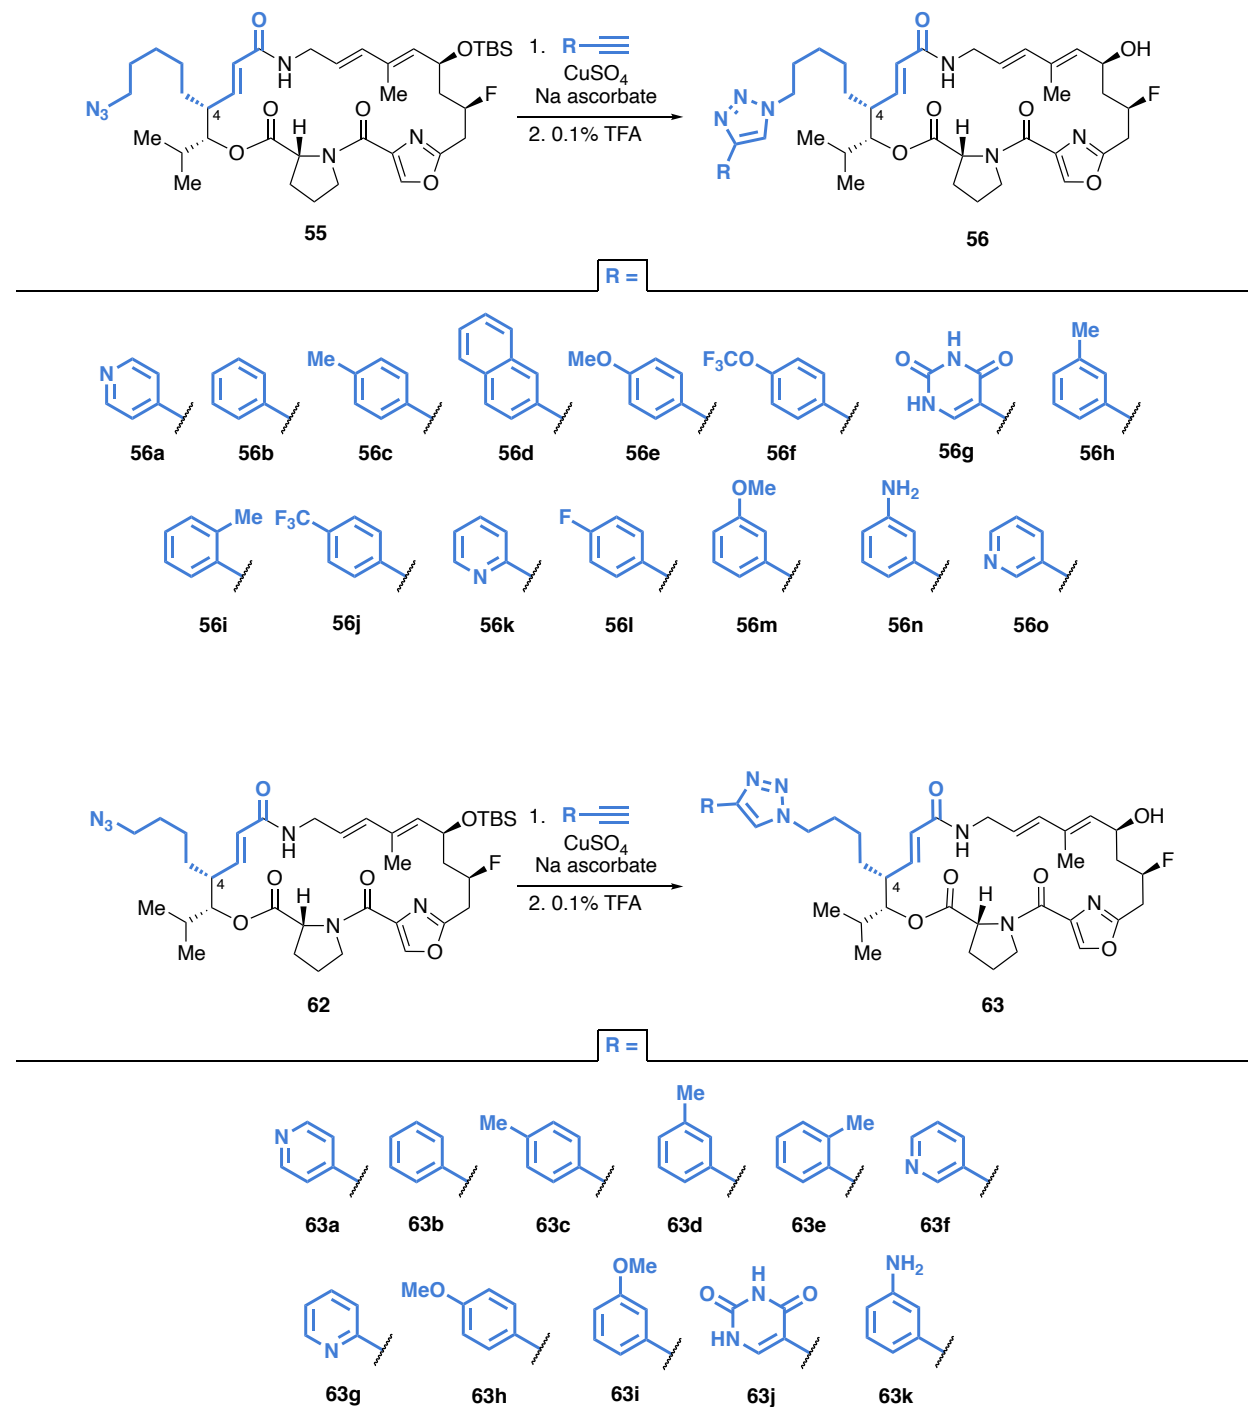 O
N
H
OTBS
Me
F
N3
4
O
H
O
N
N
O
O
Me
Me
55
1. R
CuSO4
Na ascorbate
2. 0.1% TFA
O
N
H
OH
Me
F
N
N
N
R
4
O
H
O
N
N
O
O
Me
Me
56
R =
N
Me
MeO
F3CO
O
H
N
O
HN
Me
56a
56b
56c
56d
56e
56f
56g
56h
Me
F3C
N
F
OMe
NH2
N
56i
56j
56k
56l
56m
56n
56o
O
N
H
OTBS
Me
F
N3
4
O
H
O
N
N
O
O
Me
Me
62
1. R
CuSO4
Na ascorbate
2. 0.1% TFA
O
N
H
OH
Me
F
R
N
N
N
4
O
H
O
N
N
O
O
Me
Me
63
R =
N
Me
Me
Me
N
63a
63b
63c
63d
63e
63f
N
MeO
OMe
O
H
N
O
HN
NH2
63g
63h
63i
63j
63k